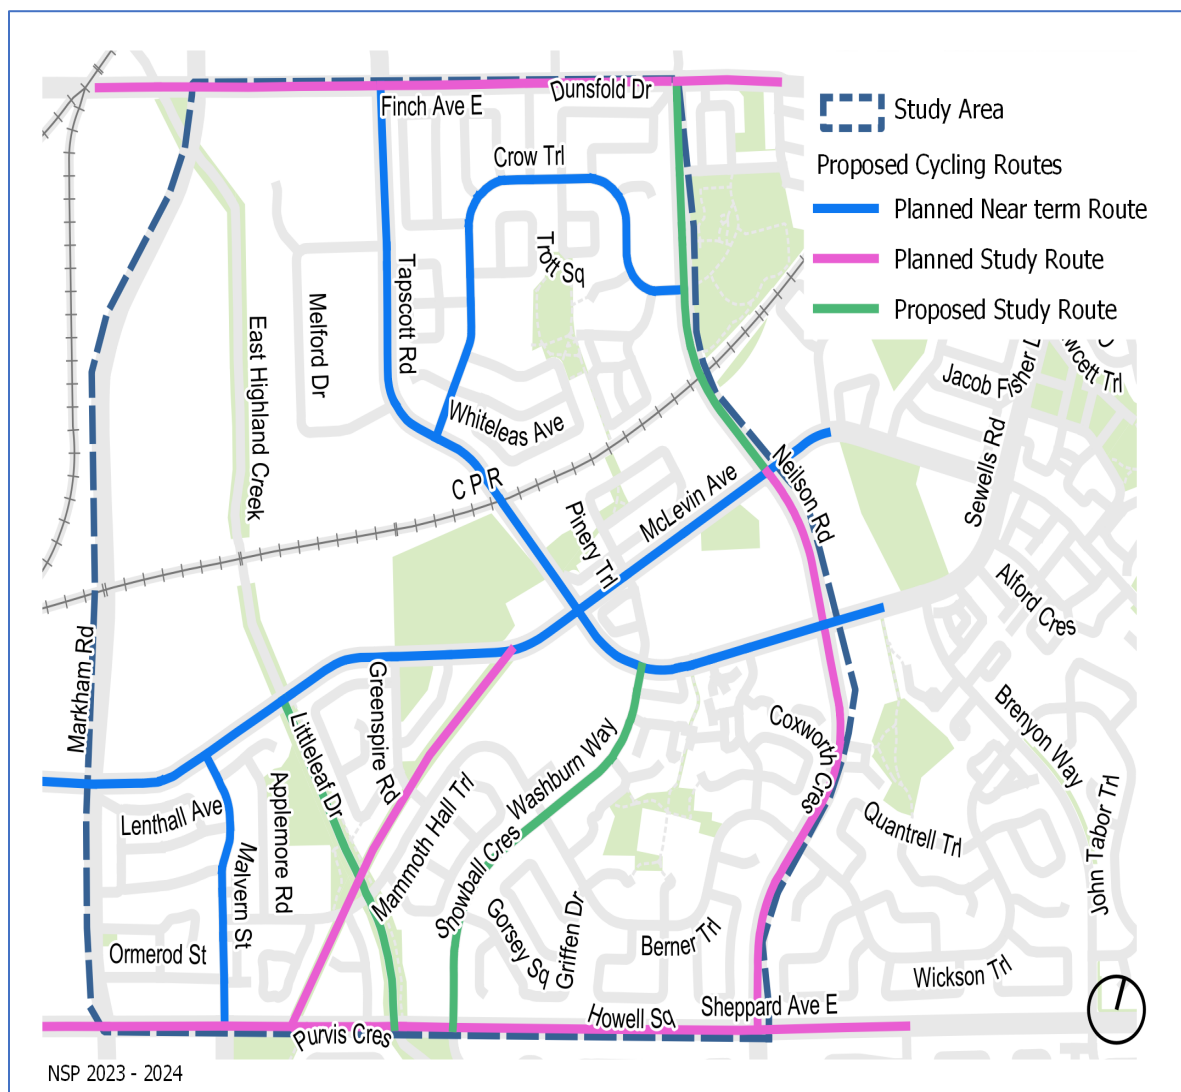 Finch Ave E
Dunsfold Dr
Study Area
Crow Trl
Proposed Cycling Routes
Planned Near term Route
Trott Sq
Tapscott Rd
Planned Study Route
Melford Dr
East Highland Creek
Proposed Study Route
Jacob Fisher D
wcett Trl
Whiteleas Ave
Sewells Rd
C P R
McLevin Ave
Neilson Rd
Pinery Trl
Alford Cres
Markham Rd
Greenspire Rd
Littleleaf Dr
Coxworth Cres
Brenyon Way
Washburn Way
Lenthall Ave
Applemore Rd
Mammoth Hall Trl
Quantrell Trl
John Tabor Trl
Malvern St
Snowball Cres
Gorsey Sq
Griffen Dr
Ormerod St
Berner Trl
Wickson Trl
Sheppard Ave E
Howell Sq
Purvis Cres
NSP 2023 - 2024